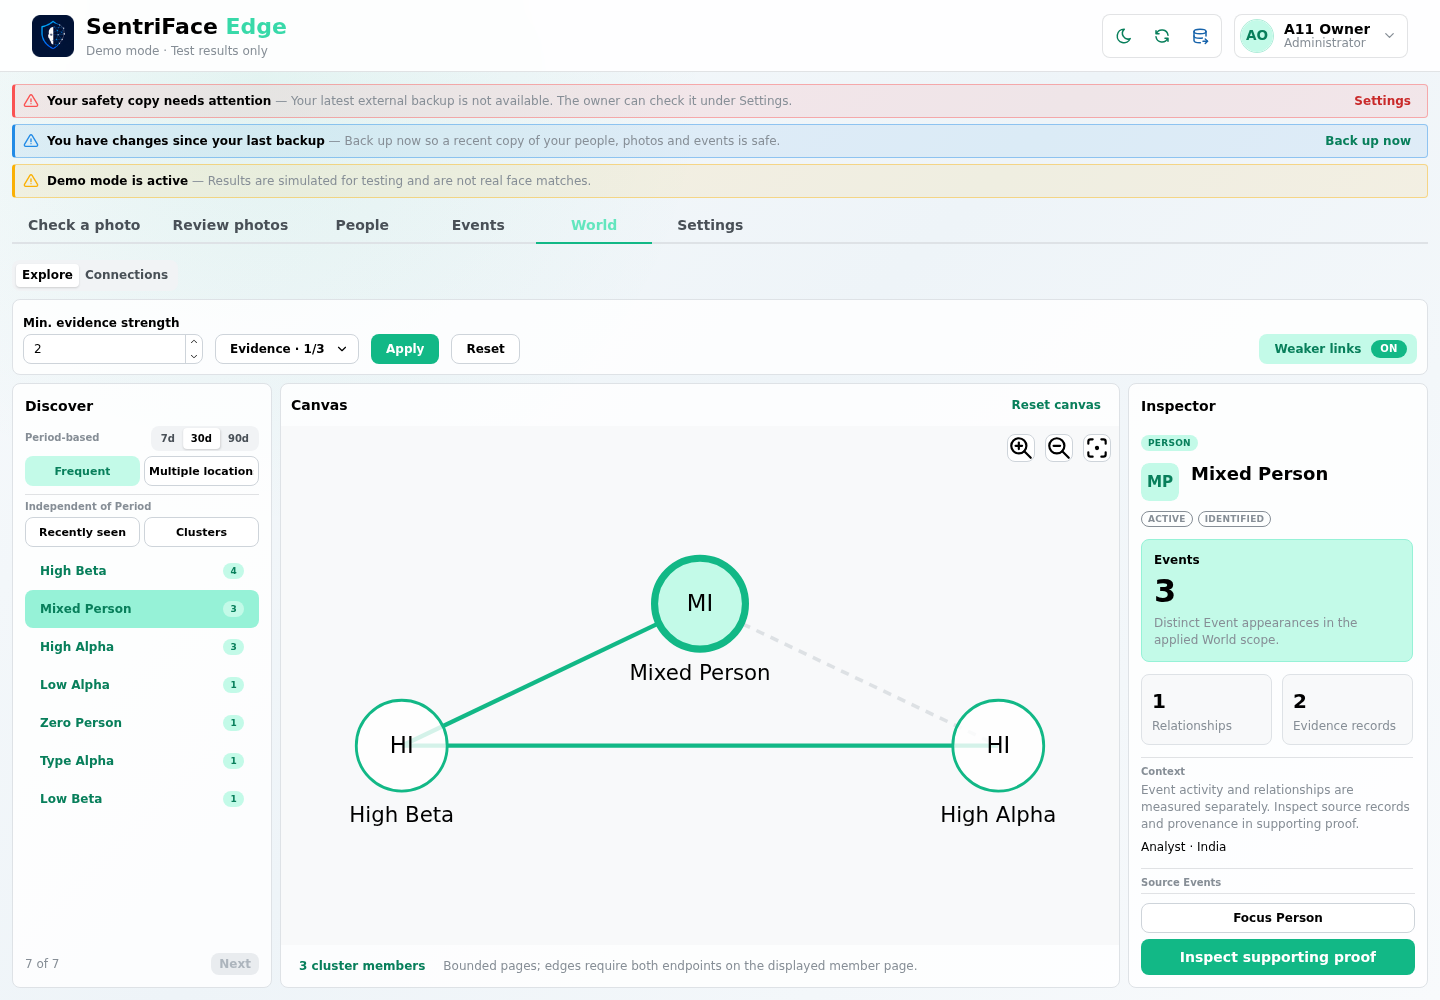 SentriFace Edge
Demo mode · Test results only
AO
A11 Owner
Administrator
Your safety copy needs attention — Your latest external backup is not available. The owner can check it under Settings.
Settings
You have changes since your last backup — Back up now so a recent copy of your people, photos and events is safe.
Back up now
Demo mode is active — Results are simulated for testing and are not real face matches.
Check a photo
Review photos
People
Events
World
Settings
Explore
Connections
Min. evidence strength
2
Evidence · 1/3
Apply
Reset
Weaker links ON
Discover
Period-based
7d
30d
90d
Frequent
Multiple location
Independent of Period
Recently seen
Clusters
High Beta 4
Mixed Person 3
High Alpha 3
Low Alpha 1
Zero Person 1
Type Alpha 1
Low Beta 1
7 of 7
Next
Canvas
Reset canvas
MI
Mixed Person
HI
High Beta
HI
High Alpha
3 cluster members
Bounded pages; edges require both endpoints on the displayed member page.
Inspector
PERSON
MP
Mixed Person
ACTIVE
IDENTIFIED
Events
3
Distinct Event appearances in the
applied World scope.
1
Relationships
2
Evidence records
Context
Event activity and relationships are
measured separately. Inspect source records
and provenance in supporting proof.
Analyst · India
Source Events
Focus Person
Inspect supporting proof